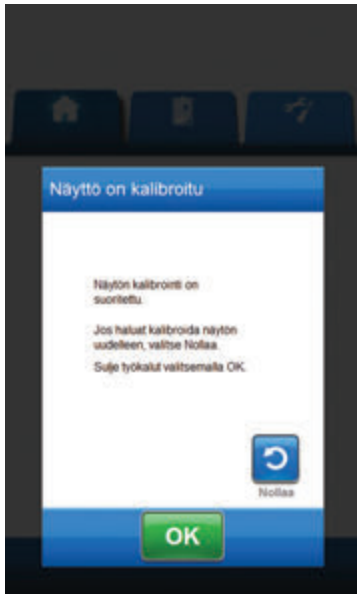 Näyttö on kalibroitu
Näytön kalibrointi on
suoritettu.
Jos haluat kalibroida näytön
uudelleen, valitse Nollaa.
Sulje työkalut valitsemalla OK.
Nollaa
OK